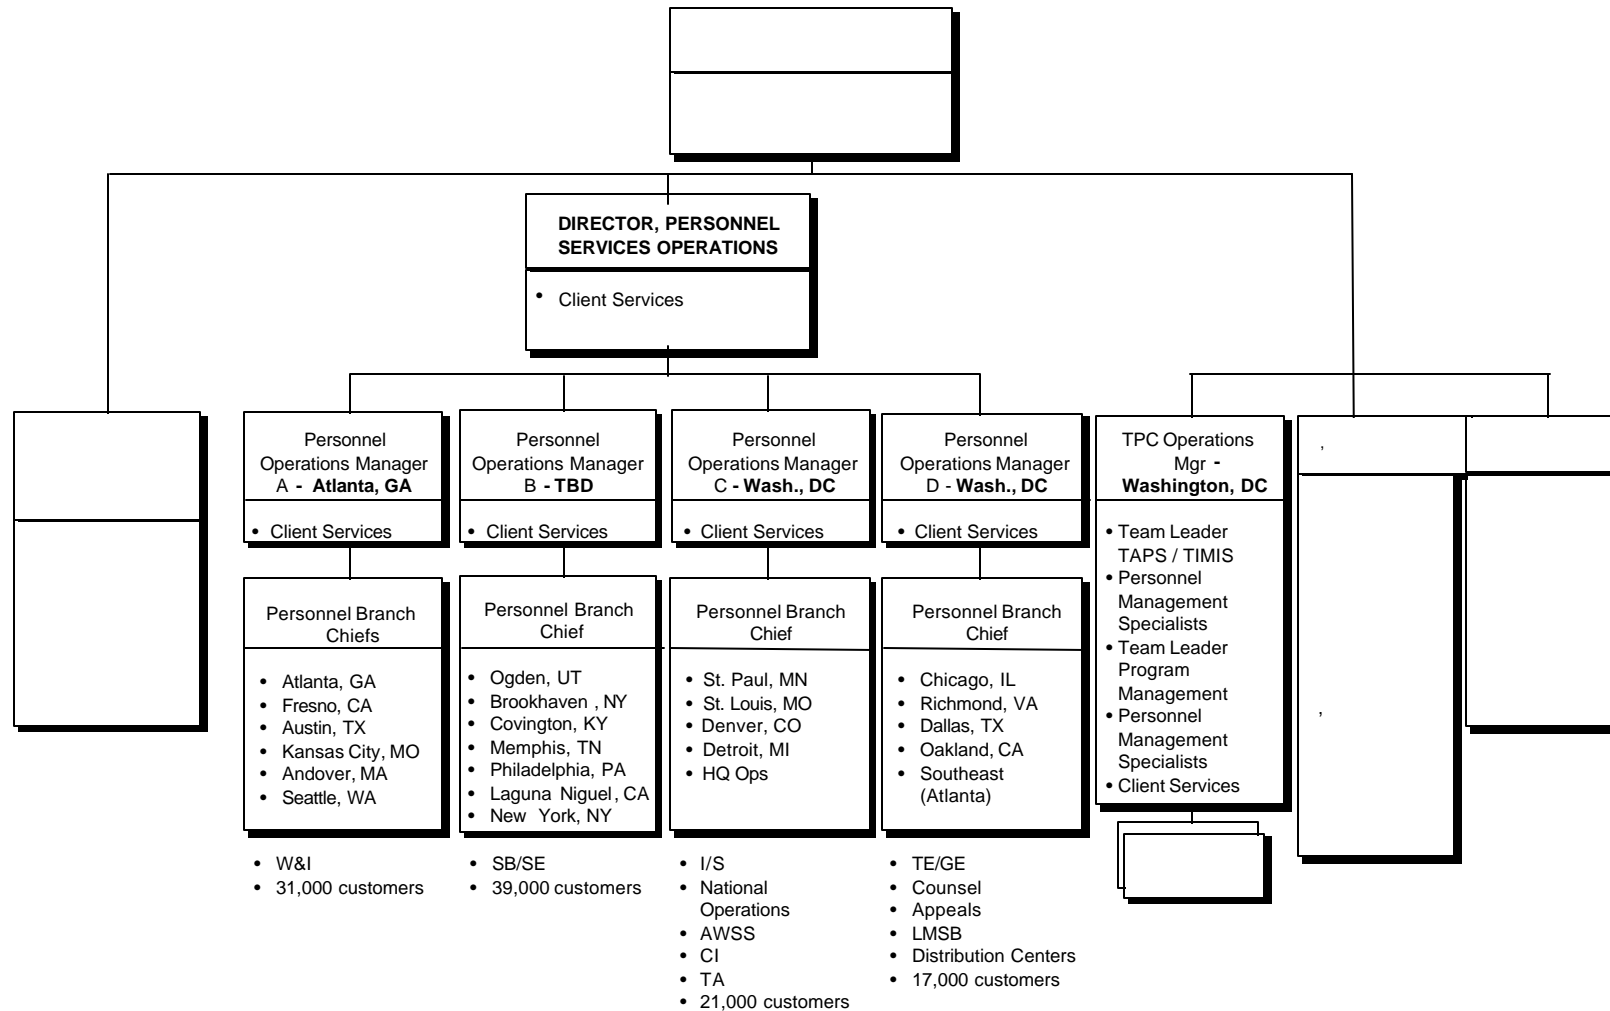 DIRECTOR, PERSONNEL
SERVICES OPERATIONS
• Client Services
Personnel
Operations Manager
A - Atlanta, GA
• Client Services
Personnel
Operations Manager
B - TBD
• Client Services
Personnel
Operations Manager
C - Wash., DC
• Client Services
Personnel
Operations Manager
D - Wash., DC
• Client Services
TPC Operations
Mgr -
Washington, DC
• Team Leader
TAPS / TIMIS
• Personnel
Management
Specialists
• Team Leader
Program
Management
• Personnel
Management
Specialists
• Client Services
,
,
Personnel Branch
Chiefs
• Atlanta, GA
• Fresno, CA
• Austin, TX
• Kansas City, MO
• Andover, MA
• Seattle, WA
Personnel Branch
Chief
• Ogden, UT
• Brookhaven , NY
• Covington, KY
• Memphis, TN
• Philadelphia, PA
• Laguna Niguel, CA
• New York, NY
Personnel Branch
Chief
• St. Paul, MN
• St. Louis, MO
• Denver, CO
• Detroit, MI
• HQ Ops
Personnel Branch
Chief
• Chicago, IL
• Richmond, VA
• Dallas, TX
• Oakland, CA
• Southeast
(Atlanta)
• W&I
• 31,000 customers
• SB/SE
• 39,000 customers
• I/S
• National
Operations
• AWSS
• CI
• TA
• 21,000 customers
• TE/GE
• Counsel
• Appeals
• LMSB
• Distribution Centers
• 17,000 customers